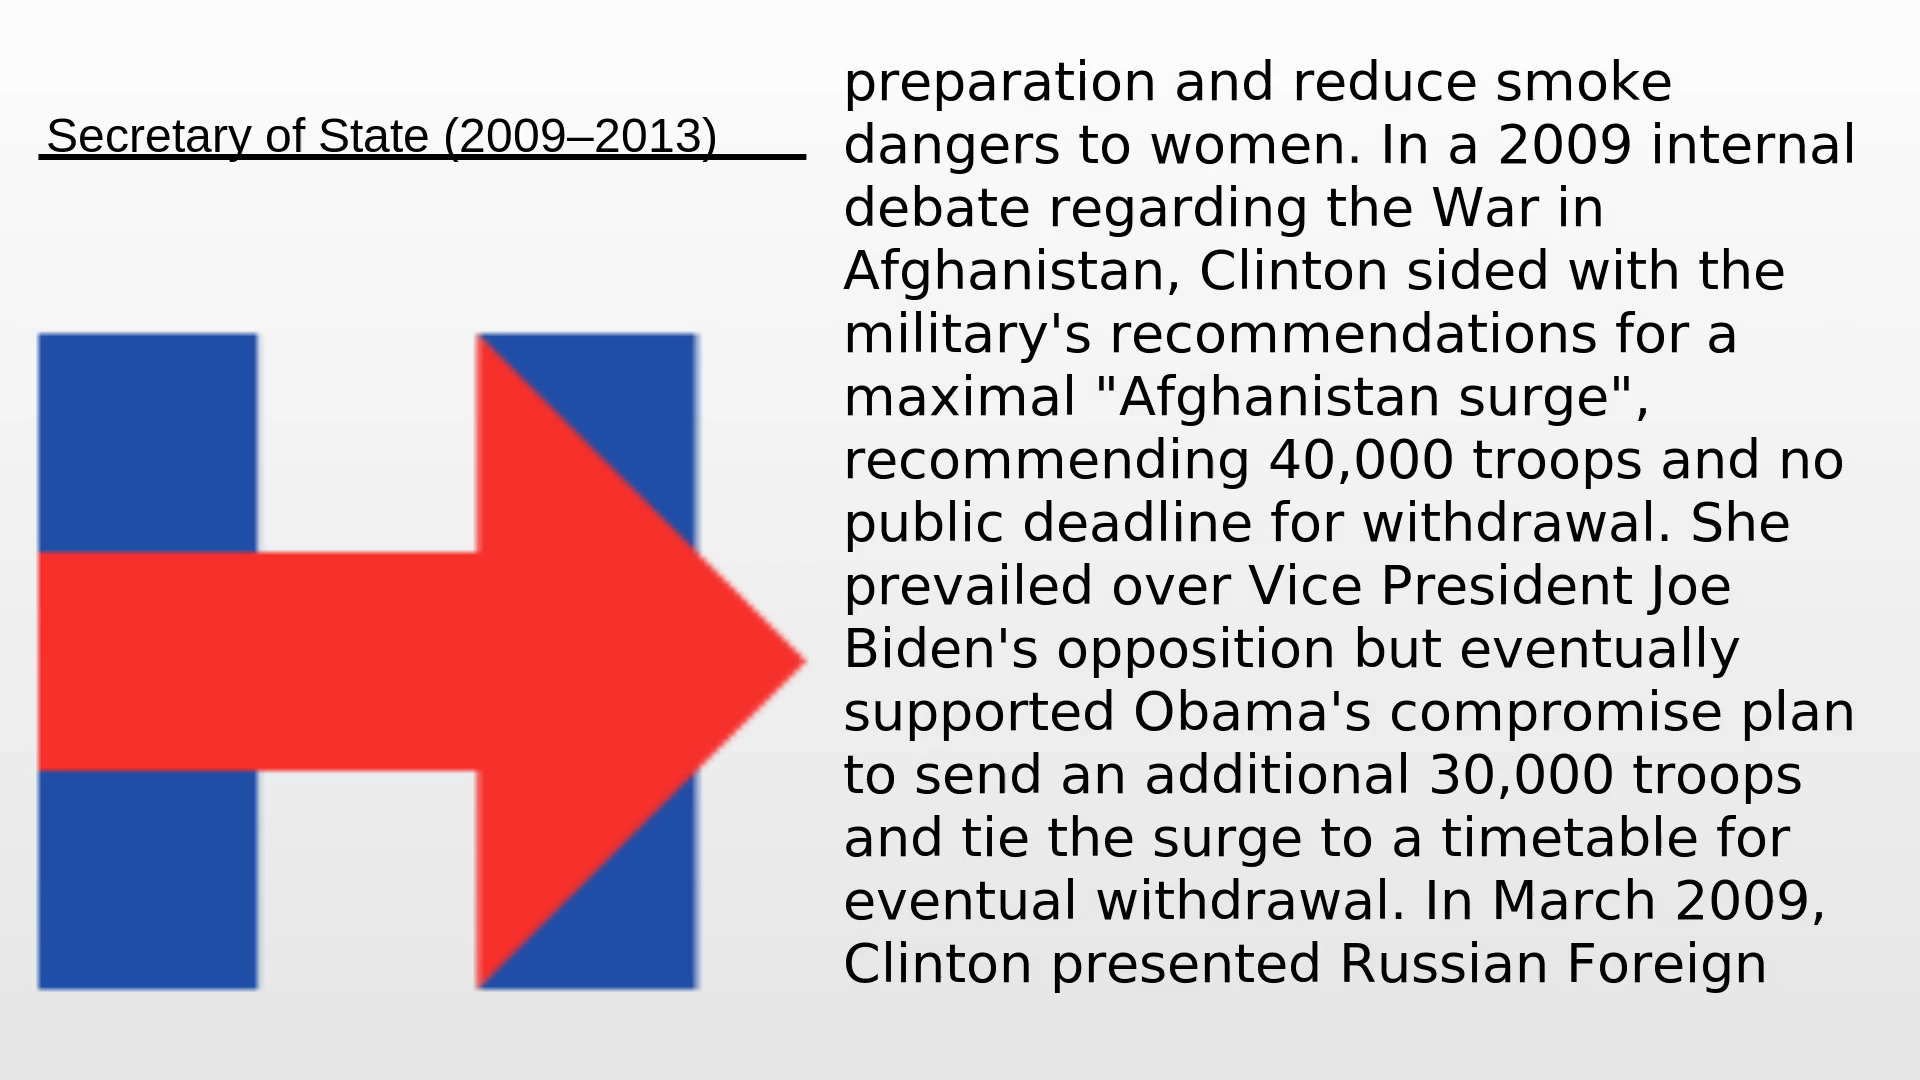 Secretary of State (2009–2013)
preparation and reduce smoke
dangers to women. In a 2009 internal
debate regarding the War in
Afghanistan, Clinton sided with the
military's recommendations for a
maximal "Afghanistan surge",
recommending 40,000 troops and no
public deadline for withdrawal. She
prevailed over Vice President Joe
Biden's opposition but eventually
supported Obama's compromise plan
to send an additional 30,000 troops
and tie the surge to a timetable for
eventual withdrawal. In March 2009,
Clinton presented Russian Foreign